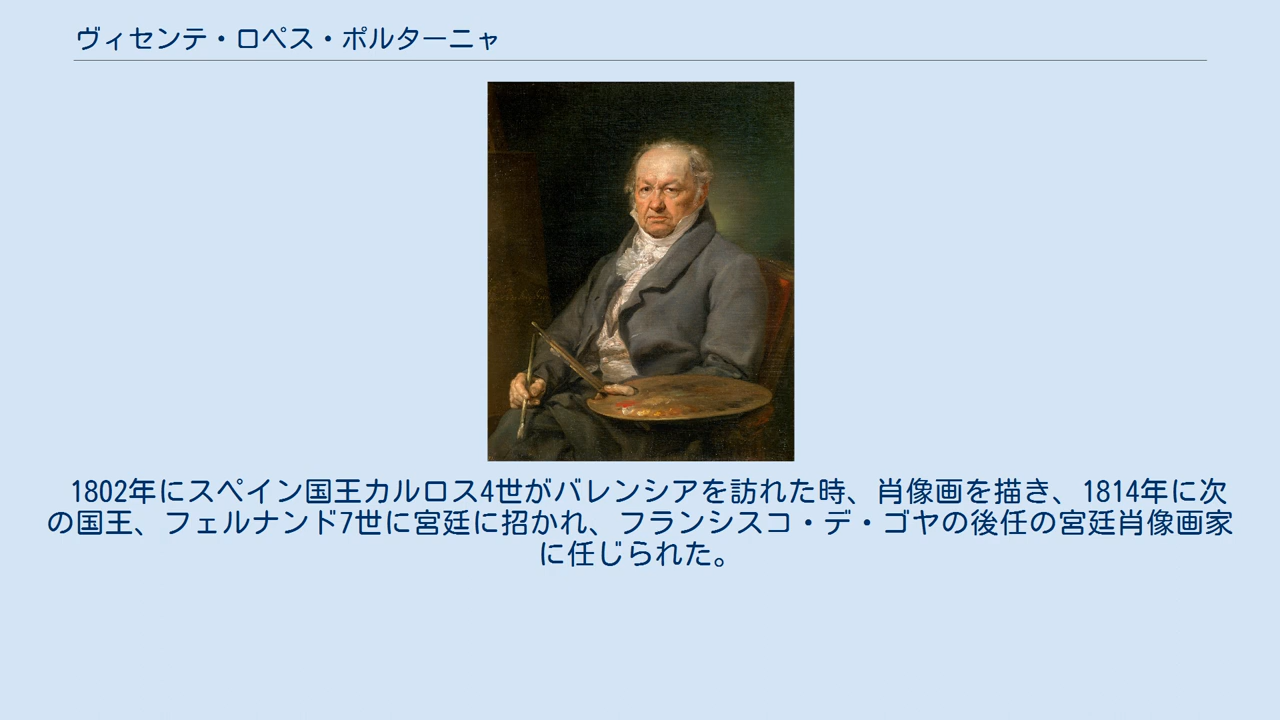 ヴィセンテ・ロペス・ポルターニャ
1802年にスペイン国王カルロス4世がバレンシアを訪れた時、肖像画を描き、1814年に次
の国王、フェルナンド7世に宮廷に招かれ、フランシスコ・デ・ゴヤの後任の宮廷肖像画家
に任じられた。